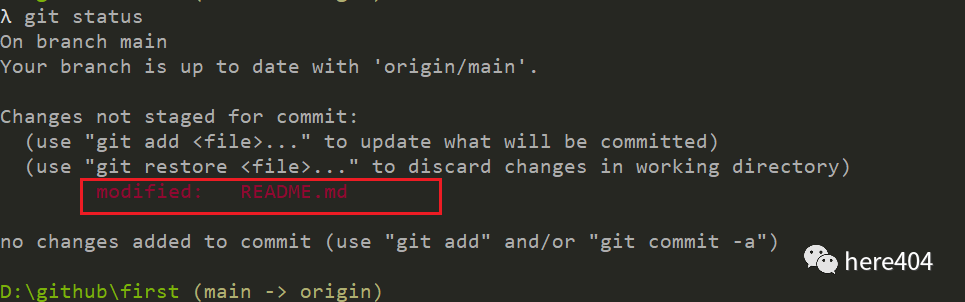 λ git status
On branch main
Your branch is up to date with 'origin/main'.
Changes not staged for commit:
(use "git add <file>..." to update what will be committed)
(use "git restore <file>..." to discard changes in working directory)
modified: README.md
no changes added to commit (use "git add" and/or "git commit -a")
here404
D:\github\first (main -> origin)